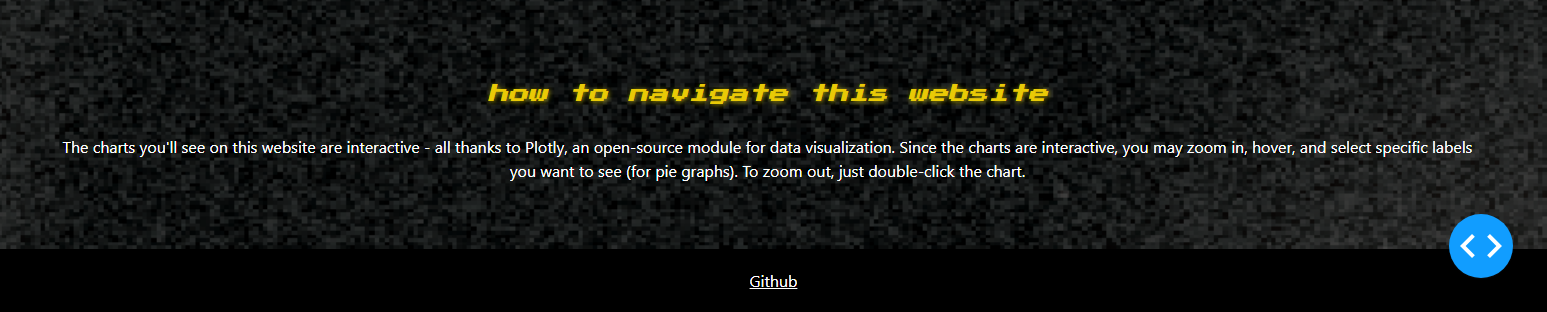 how to navigate this website
The charts you'll see on this website are interactive - all thanks to Plotly, an open-source module for data visualization. Since the charts are interactive, you may zoom in, hover, and select specific labels
you want to see (for pie graphs). To zoom out, just double-click the chart.
Github